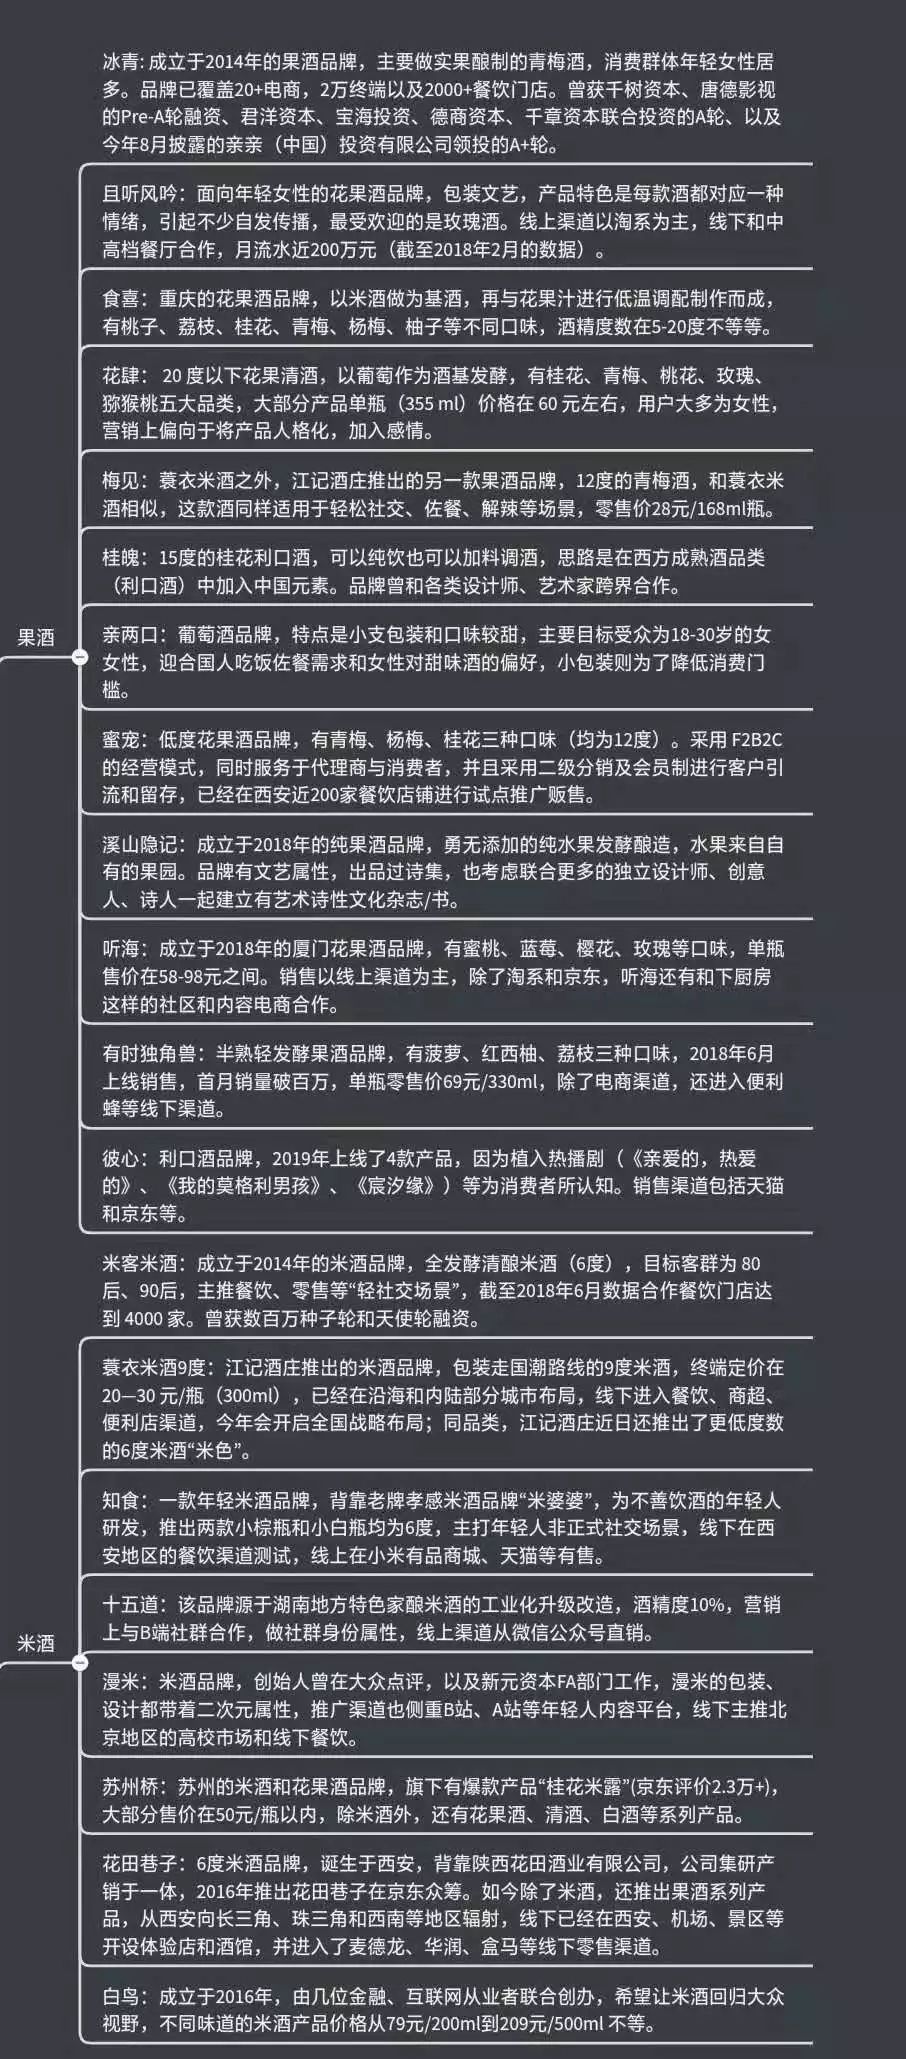 冰青: 成立于2014年的果酒品牌，主要做实果酿制的青梅酒，消费群体年轻女性居
多。品牌已覆盖20+电商，2万终端以及2000+餐饮门店。曾获千树资本、唐德影视
的Pre-A轮融资、君洋资本、宝海投资、德商资本、千章资本联合投资的A轮、以及
今年8月披露的亲亲（中国）投资有限公司领投的A+轮。
且听风吟：面向年轻女性的花果酒品牌，包装文艺，产品特色是每款酒都对应一种
情绪，引起不少自发传播，最受欢迎的是玫瑰酒。线上渠道以淘系为主，线下和中
高档餐厅合作，月流水近200万元（截至2018年2月的数据）。
食喜：重庆的花果酒品牌，以米酒做为基酒，再与花果汁进行低温调配制作而成，
有桃子、荔枝、桂花、青梅、杨梅、柚子等不同口味，酒精度数在5-20度不等等。
花肆： 20 度以下花果清酒，以葡萄作为酒基发酵，有桂花、青梅、桃花、玫瑰、
猕猴桃五大品类，大部分产品单瓶（355 ml）价格在 60 元左右，用户大多为女性，
营销上偏向于将产品人格化，加入感情。
梅见：蓑衣米酒之外，江记酒庄推出的另一款果酒品牌，12度的青梅酒，和蓑衣米
酒相似，这款酒同样适用于轻松社交、佐餐、解辣等场景，零售价28元/168ml瓶。
桂魄：15度的桂花利口酒，可以纯饮也可以加料调酒，思路是在西方成熟酒品类
（利口酒）中加入中国元素。品牌曾和各类设计师、艺术家跨界合作。
果酒
亲两口：葡萄酒品牌，特点是小支包装和口味较甜，主要目标受众为18-30岁的女
女性，迎合国人吃饭佐餐需求和女性对甜味酒的偏好，小包装则为了降低消费门
槛。
蜜宠：低度花果酒品牌，有青梅、杨梅、桂花三种口味（均为12度）。采用 F2B2C
的经营模式，同时服务于代理商与消费者，并且采用二级分销及会员制进行客户引
流和留存，已经在西安近200家餐饮店铺进行试点推广贩售。
溪山隐记：成立于2018年的纯果酒品牌，勇无添加的纯水果发酵酿造，水果来自自
有的果园。品牌有文艺属性，出品过诗集，也考虑联合更多的独立设计师、创意
人、诗人一起建立有艺术诗性文化杂志/书。
听海：成立于2018年的厦门花果酒品牌，有蜜桃、蓝莓、樱花、玫瑰等口味，单瓶
售价在58-98元之间。销售以线上渠道为主，除了淘系和京东，听海还有和下厨房
这样的社区和内容电商合作。
有时独角兽：半熟轻发酵果酒品牌，有菠萝、红西柚、荔枝三种口味，2018年6月
上线销售，首月销量破百万，单瓶零售价69元/330ml，除了电商渠道，还进入便利
蜂等线下渠道。
彼心：利口酒品牌，2019年上线了4款产品，因为植入热播剧（《亲爱的，热爱
的》、《我的莫格利男孩》、《宸汐缘》）等为消费者所认知。销售渠道包括天猫
和京东等。
米客米酒：成立于2014年的米酒品牌，全发酵清酿米酒（6度），目标客群为 80
后、90后，主推餐饮、零售等“轻社交场景”，截至2018年6月数据合作餐饮门店达
到 4000 家。曾获数百万种子轮和天使轮融资。
蓑衣米酒9度：江记酒庄推出的米酒品牌，包装走国潮路线的9度米酒，终端定价在
20—30 元/瓶（300ml），已经在沿海和内陆部分城市布局，线下进入餐饮、商超、
便利店渠道，今年会开启全国战略布局；同品类，江记酒庄近日还推出了更低度数
的6度米酒“米色”。
知食：一款年轻米酒品牌，背靠老牌孝感米酒品牌“米婆婆”，为不善饮酒的年轻人
研发，推出两款小棕瓶和小白瓶均为6度，主打年轻人非正式社交场景，线下在西
安地区的餐饮渠道测试，线上在小米有品商城、天猫等有售。
十五道：该品牌源于湖南地方特色家酿米酒的工业化升级改造，酒精度10%，营销
上与B端社群合作，做社群身份属性，线上渠道从微信公众号直销。
米酒
漫米：米酒品牌，创始人曾在大众点评，以及新元资本FA部门工作，漫米的包装、
设计都带着二次元属性，推广渠道也侧重B站、A站等年轻人内容平台，线下主推北
京地区的高校市场和线下餐饮。
苏州桥：苏州的米酒和花果酒品牌，旗下有爆款产品“桂花米露”(京东评价2.3万+)，
大部分售价在50元/瓶以内，除米酒外，还有花果酒、清酒、白酒等系列产品。
花田巷子：6度米酒品牌，诞生于西安，背靠陕西花田酒业有限公司，公司集研产
销于一体，2016年推出花田巷子在京东众筹。如今除了米酒，还推出果酒系列产
品，从西安向长三角、珠三角和西南等地区辐射，线下已经在西安、机场、景区等
开设体验店和酒馆，并进入了麦德龙、华润、盒马等线下零售渠道。
白鸟：成立于2016年，由几位金融、互联网从业者联合创办，希望让米酒回归大众
视野，不同味道的米酒产品价格从79元/200ml到209元/500ml 不等。